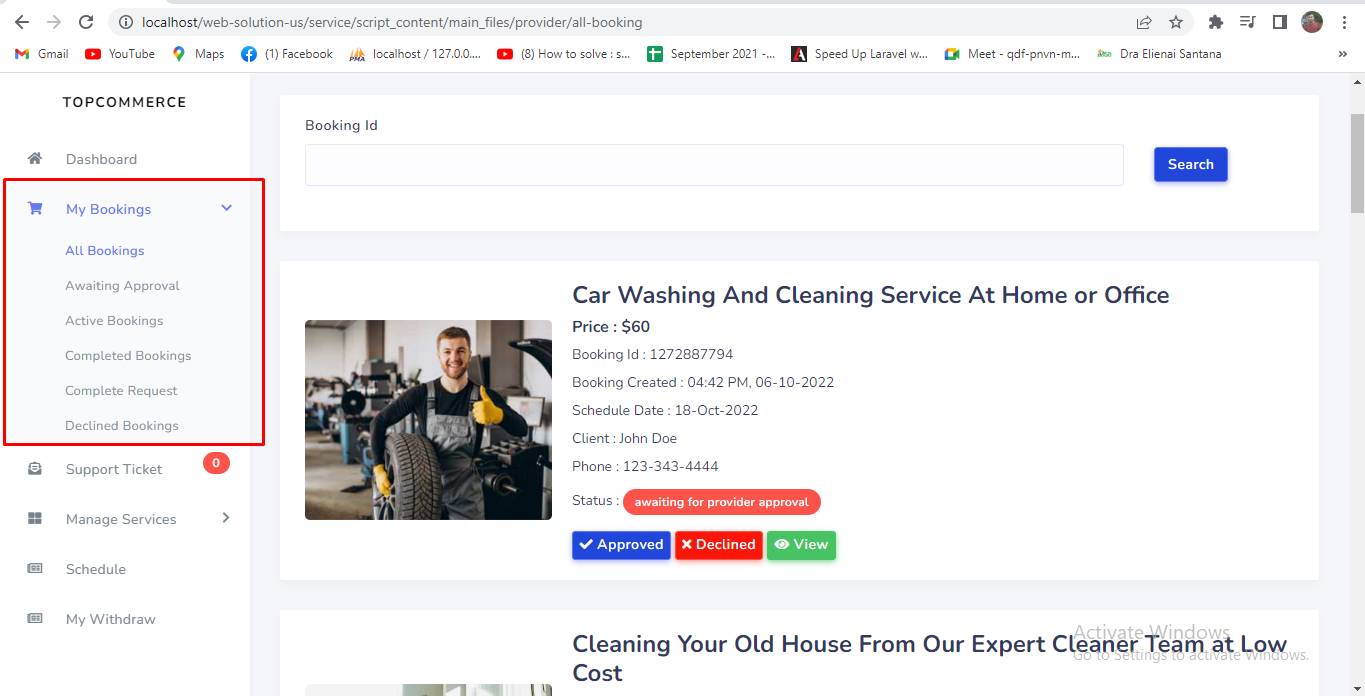 localhost/web-solution-us/service/script_content/main_files/provider/all-booking
Gmail YouTube Maps (1) Facebook PMA localhost / 127.0.0.... (8) How to solve : s... September 2021 -... Speed Up Laravel w... Meet - qdf-pnvn-m... Dra Elienai Santana »
TOPCOMMERCE
Dashboard
My Bookings
All Bookings
Awaiting Approval
Active Bookings
Completed Bookings
Complete Request
Declined Bookings
Support Ticket 0
Manage Services
Schedule
My Withdraw
Booking Id
Search
Car Washing And Cleaning Service At Home or Office
Price : $60
Booking Id : 1272887794
Booking Created : 04:42 PM, 06-10-2022
Schedule Date : 18-Oct-2022
Client : John Doe
Phone : 123-343-4444
Status : awaiting for provider approval
Approved Declined View
Cleaning Your Old House From Our Expert Cleaner Team at Low
Cost
Activate Windows
Go to Settings to activate Windows.